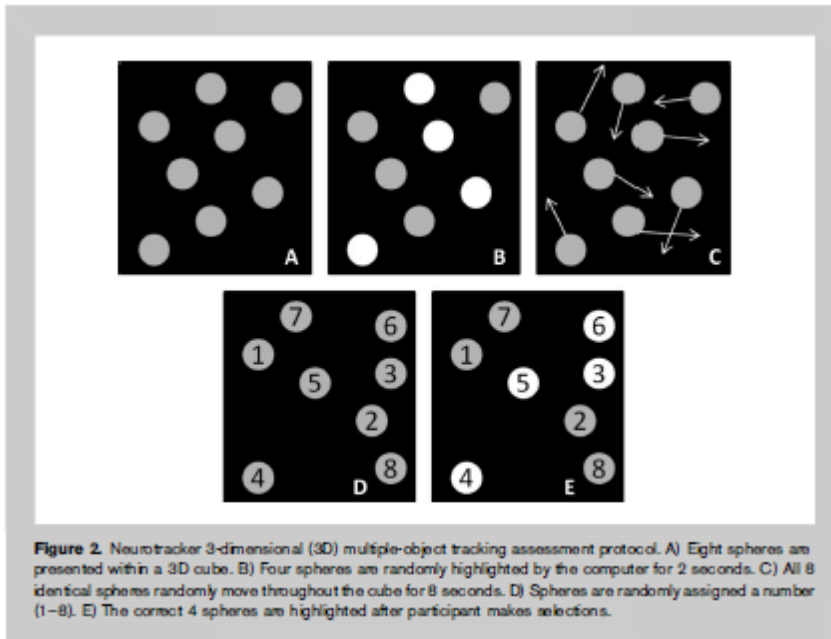 A
B
C
7
6
1
3
5
2
4
8
D
7
6
1
3
5
2
4
8
E
Figure 2. Neurotracker 3-dimensional (3D) multiple-object tracking assessment protocol. A) Eight spheres are
presented within a 3D cube. B) Four spheres are randomly highlighted by the computer for 2 seconds. C) All 8
identical spheres randomly move throughout the cube for 8 seconds. D) Spheres are randomly assigned a number
(1–8). E) The correct 4 spheres are highlighted after participant makes selections.